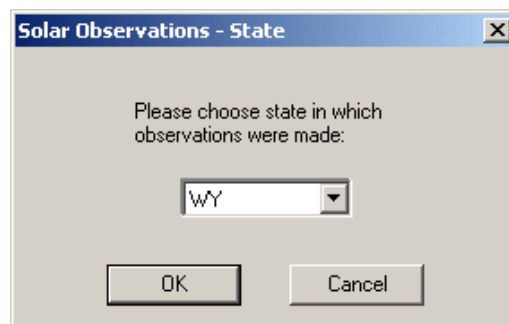 Solar Observations - State
Please choose state in which
observations were made:
WY
OK
Cancel